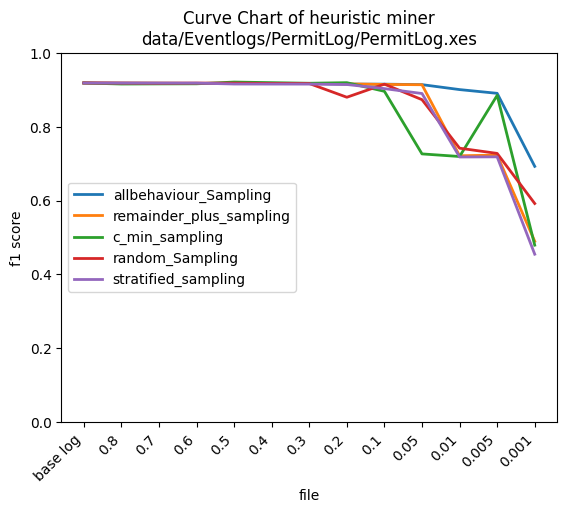 Curve Chart of heuristic miner
data/Eventlogs/PermitLog/PermitLog.xes
1.0
0.8
0.6
0.4
0.2
0.0
f1 score
allbehaviour_Sampling
remainder_plus_sampling
c_min_sampling
random_Sampling
stratified_sampling
base log
0.8
0.7
0.6
0.5
0.4
0.3
0.2
0.1
0.05
0.01
0.005
0.001
file